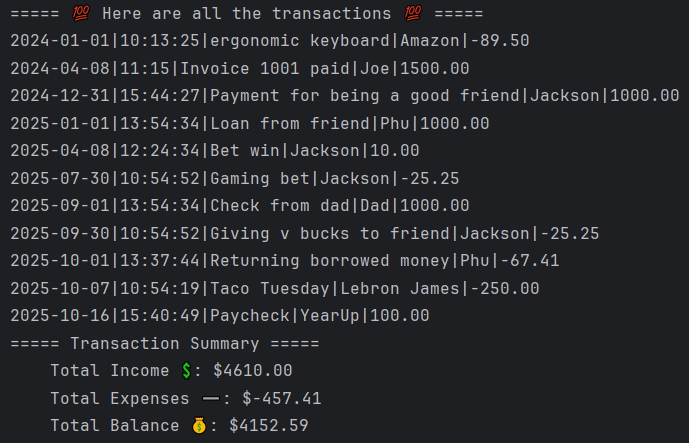 ===== 💯 Here are all the transactions 💯 =====
2024-01-01|10:13:25|ergonomic keyboard|Amazon|-89.50
2024-04-08|11:15|Invoice 1001 paid|Joe|1500.00
2024-12-31|15:44:27|Payment for being a good friend|Jackson|1000.00
2025-01-01|13:54:34|Loan from friend|Phu|1000.00
2025-04-08|12:24:34|Bet win|Jackson|10.00
2025-07-30|10:54:52|Gaming bet|Jackson|-25.25
2025-09-01|13:54:34|Check from dad|Dad|1000.00
2025-09-30|10:54:52|Giving v bucks to friend|Jackson|-25.25
2025-10-01|13:37:44|Returning borrowed money|Phu|-67.41
2025-10-07|10:54:19|Taco Tuesday|Lebron James|-250.00
2025-10-16|15:40:49|Paycheck|YearUp|100.00
===== Transaction Summary =====
Total Income 💲: $4610.00
Total Expenses ➖: $-457.41
Total Balance 💰: $4152.59